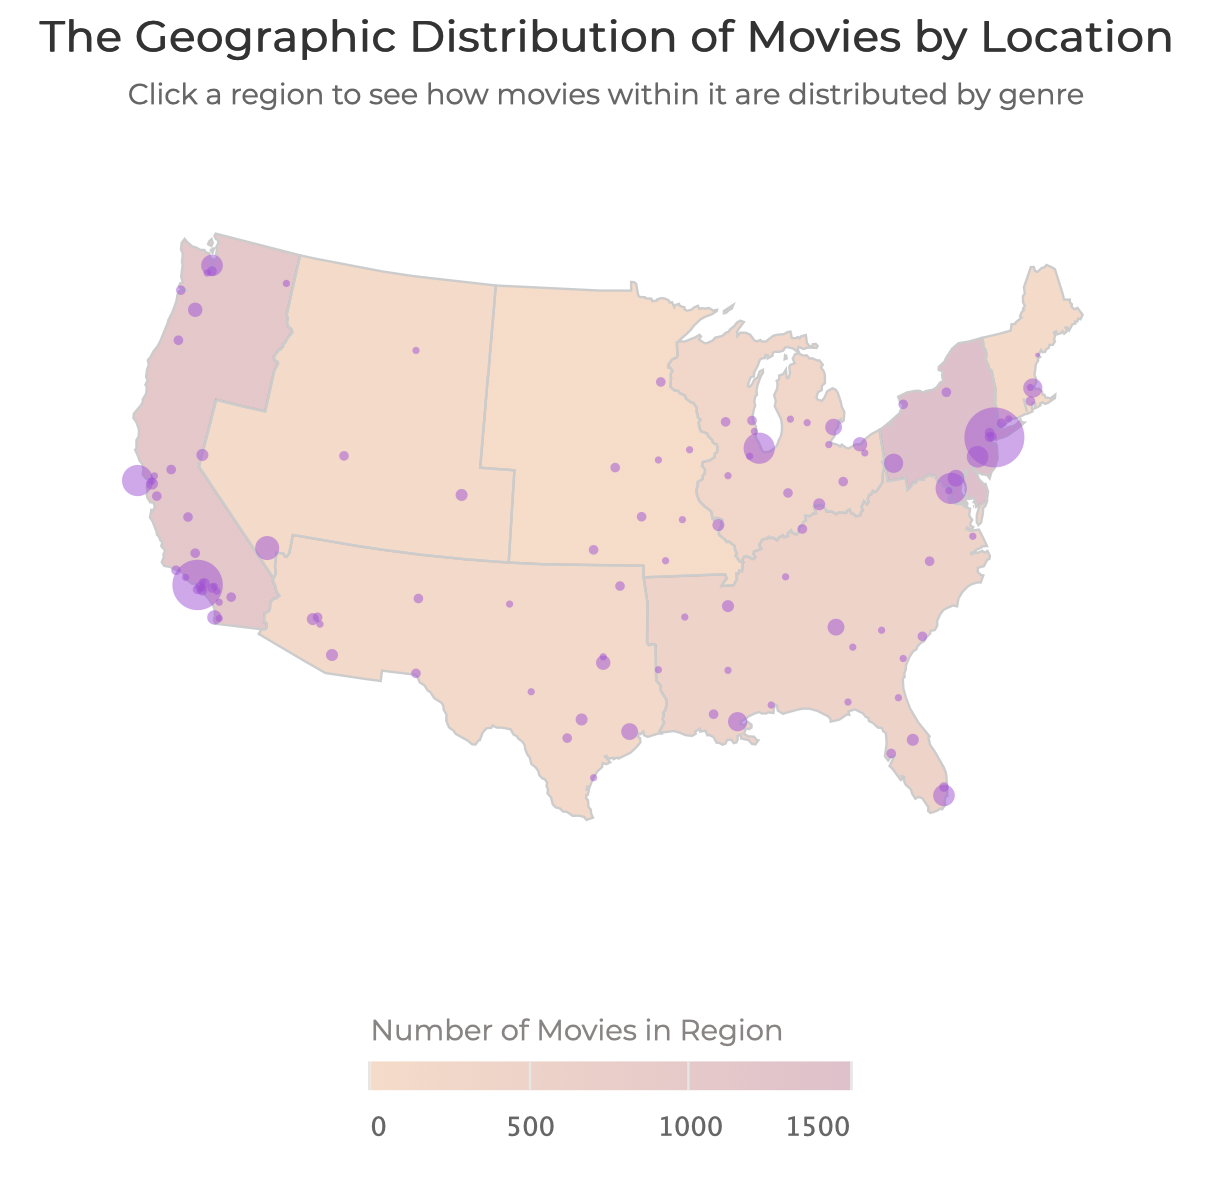 The Geographic Distribution of Movies by Location
Click a region to see how movies within it are distributed by genre
Number of Movies in Region
0 500 1000 1500